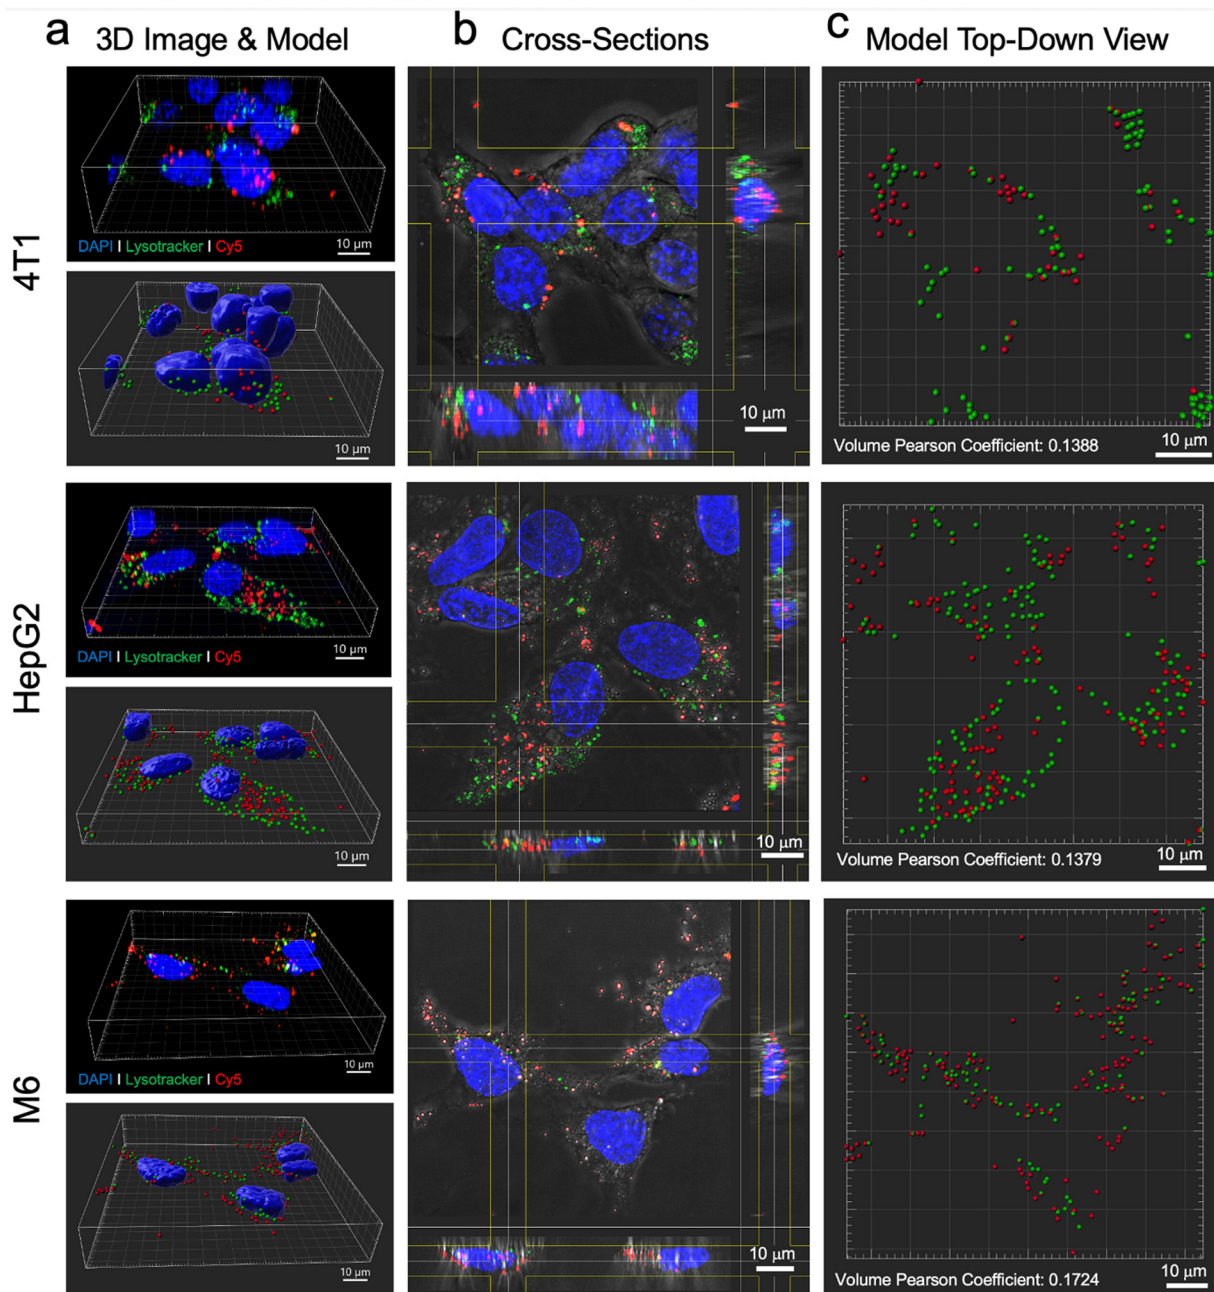 a 3D Image & Model
b Cross-Sections
c Model Top-Down View
4T1
DAPI I Lysotracker I Cy5
10 µm
10 µm
10 µm
Volume Pearson Coefficient: 0.1388
10 µm
HepG2
DAPI I Lysotracker I Cy5
10 µm
10 µm
10 µm
Volume Pearson Coefficient: 0.1379
10 µm
M6
DAPI I Lysotracker I Cy5
10 µm
10 µm
10 µm
Volume Pearson Coefficient: 0.1724
10 µm